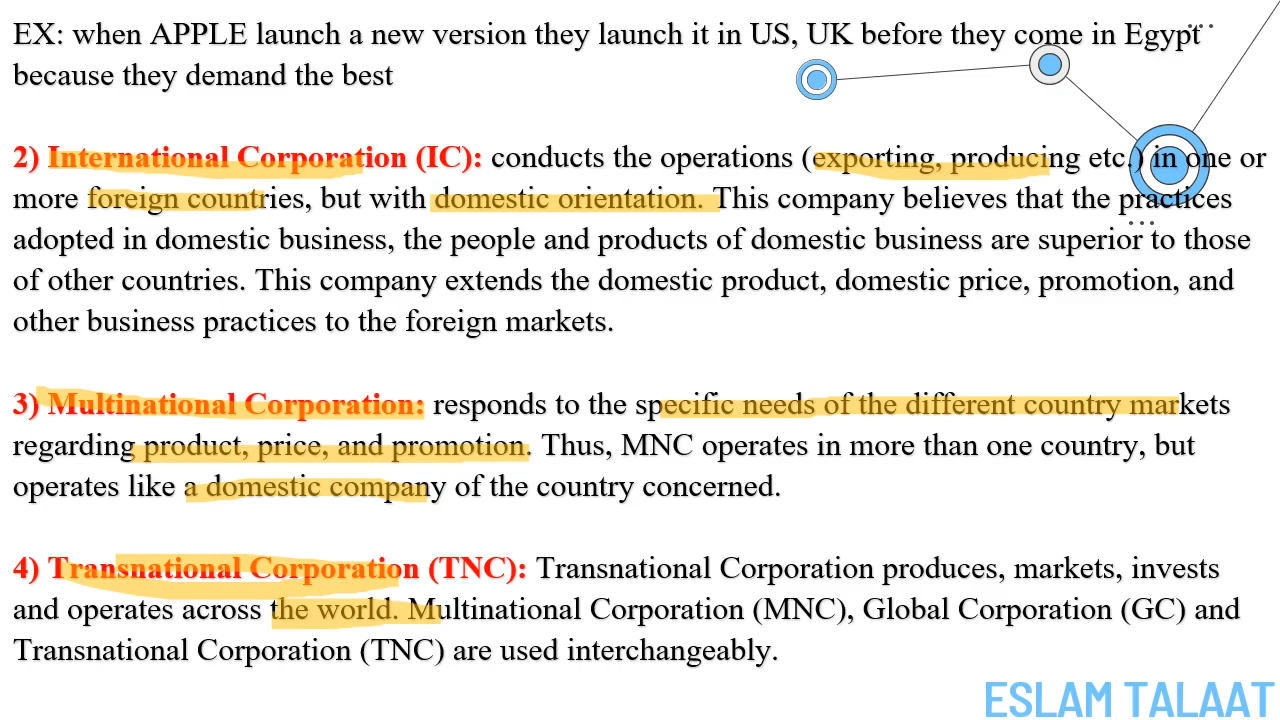 EX: when APPLE launch a new version they launch it in US, UK before they come in Egypt
because they demand the best
2) International Corporation (IC): conducts the operations (exporting, producing etc.) in one or
more foreign countries, but with domestic orientation. This company believes that the practices
adopted in domestic business, the people and products of domestic business are superior to those
of other countries. This company extends the domestic product, domestic price, promotion, and
other business practices to the foreign markets.
3) Multinational Corporation: responds to the specific needs of the different country markets
regarding product, price, and promotion. Thus, MNC operates in more than one country, but
operates like a domestic company of the country concerned.
4) Transnational Corporation (TNC): Transnational Corporation produces, markets, invests
and operates across the world. Multinational Corporation (MNC), Global Corporation (GC) and
Transnational Corporation (TNC) are used interchangeably.
ESLAM TALAAT